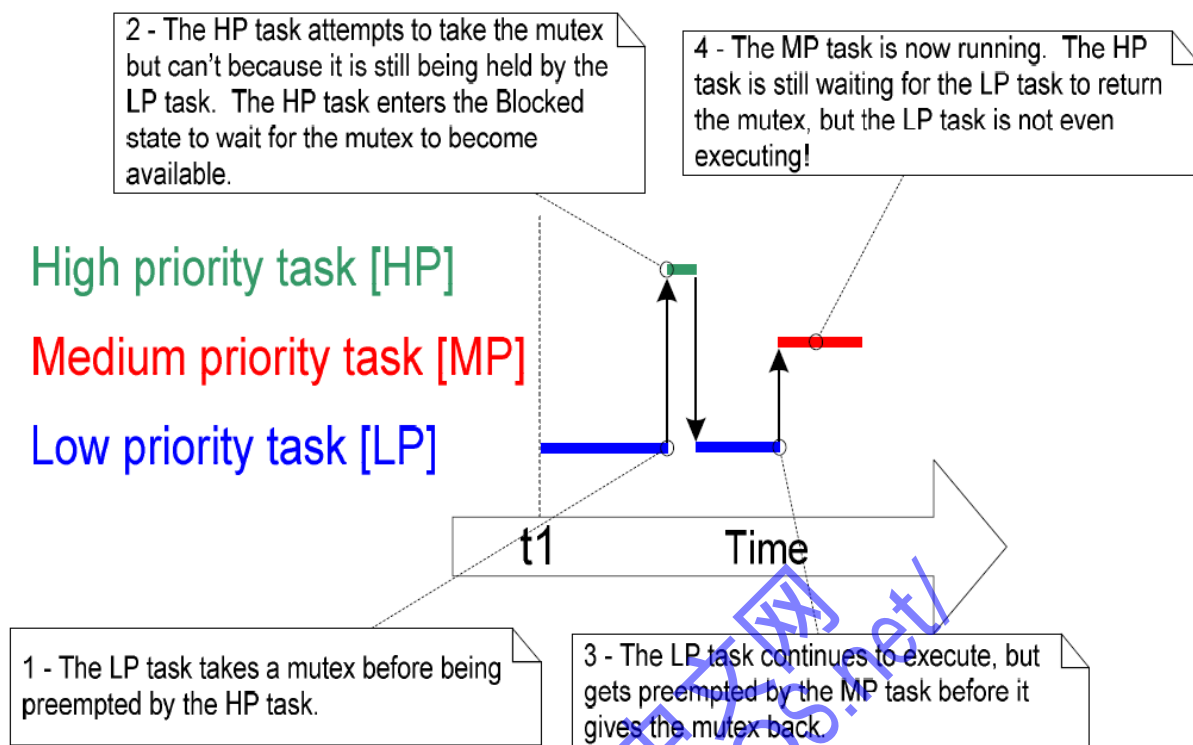 2 - The HP task attempts to take the mutex
but can't because it is still being held by the
LP task.  The HP task enters the Blocked
state to wait for the mutex to become
available.
4 - The MP task is now running.  The HP
task is still waiting for the LP task to return
the mutex, but the LP task is not even
executing!
High priority task [HP]
Medium priority task [MP]
Low priority task [LP]
t1
Time
1 - The LP task takes a mutex before being
preempted by the HP task.
3 - The LP task continues to execute, but
gets preempted by the MP task before it
gives the mutex back.
中文网
os.net/